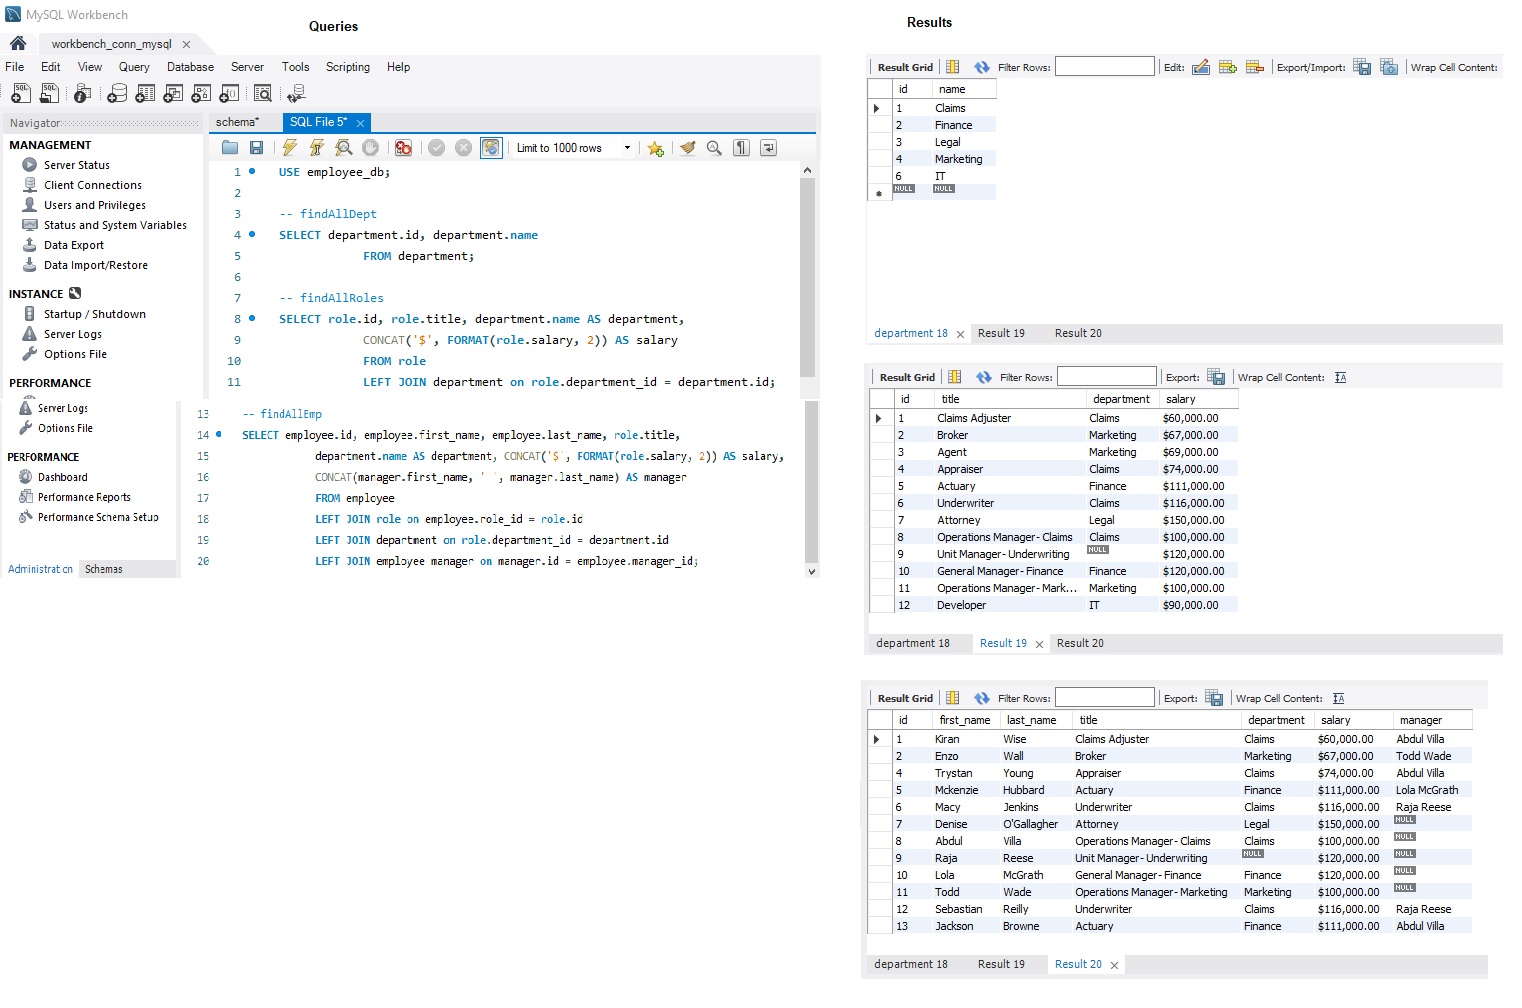 MySQL Workbench
Queries
Results
workbench_conn_mysql
File Edit View Query Database Server Tools Scripting Help
Navigator
MANAGEMENT
Server Status
Client Connections
Users and Privileges
Status and System Variables
Data Export
Data Import/Restore
INSTANCE
Startup / Shutdown
Server Logs
Options File
PERFORMANCE
Server Logs
Options File
PERFORMANCE
Dashboard
Performance Reports
Performance Schema Setup
Administration Schemas
schema* SQL File 5*
Limit to 1000 rows
1 USE employee_db;
2
3 -- findAllDept
4 SELECT department.id, department.name
5 FROM department;
6
7 -- findAllRoles
8 SELECT role.id, role.title, department.name AS department,
9 CONCAT('$', FORMAT(role.salary, 2)) AS salary
10 FROM role
11 LEFT JOIN department on role.department_id = department.id;
13 -- findAllEmp
14 SELECT employee.id, employee.first_name, employee.last_name, role.title,
15 department.name AS department, CONCAT('$', FORMAT(role.salary, 2)) AS salary,
16 CONCAT(manager.first_name, ' ', manager.last_name) AS manager
17 FROM employee
18 LEFT JOIN role on employee.role_id = role.id
19 LEFT JOIN department on role.department_id = department.id
20 LEFT JOIN employee manager on manager.id = employee.manager_id;
Result Grid Filter Rows: Edit: Export/Import: Wrap Cell Content:
id name
1 Claims
2 Finance
3 Legal
4 Marketing
6 IT
NULL NULL
department 18 Result 19 Result 20
Result Grid Filter Rows: Export: Wrap Cell Content:
id title department salary
1 Claims Adjuster Claims $60,000.00
2 Broker Marketing $67,000.00
3 Agent Marketing $69,000.00
4 Appraiser Claims $74,000.00
5 Actuary Finance $111,000.00
6 Underwriter Claims $116,000.00
7 Attorney Legal $150,000.00
8 Operations Manager- Claims Claims $100,000.00
9 Unit Manager- Underwriting NULL $120,000.00
10 General Manager- Finance Finance $120,000.00
11 Operations Manager- Mark... Marketing $100,000.00
12 Developer IT $90,000.00
department 18 Result 19 Result 20
Result Grid Filter Rows: Export: Wrap Cell Content:
id first_name last_name title department salary manager
1 Kiran Wise Claims Adjuster Claims $60,000.00 Abdul Villa
2 Enzo Wall Broker Marketing $67,000.00 Todd Wade
4 Trystan Young Appraiser Claims $74,000.00 Abdul Villa
5 Mckenzie Hubbard Actuary Finance $111,000.00 Lola McGrath
6 Macy Jenkins Underwriter Claims $116,000.00 Raja Reese
7 Denise O'Gallagher Attorney Legal $150,000.00 NULL
8 Abdul Villa Operations Manager- Claims Claims $100,000.00 NULL
9 Raja Reese Unit Manager- Underwriting NULL $120,000.00 NULL
10 Lola McGrath General Manager- Finance Finance $120,000.00 NULL
11 Todd Wade Operations Manager- Marketing Marketing $100,000.00 NULL
12 Sebastian Reilly Underwriter Claims $116,000.00 Raja Reese
13 Jackson Browne Actuary Finance $111,000.00 Abdul Villa
department 18 Result 19 Result 20